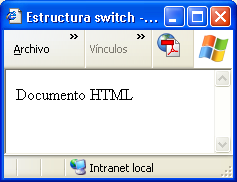 Estructura switch -...
Archivo
»
Vínculos
»
Documento HTML
Intranet local